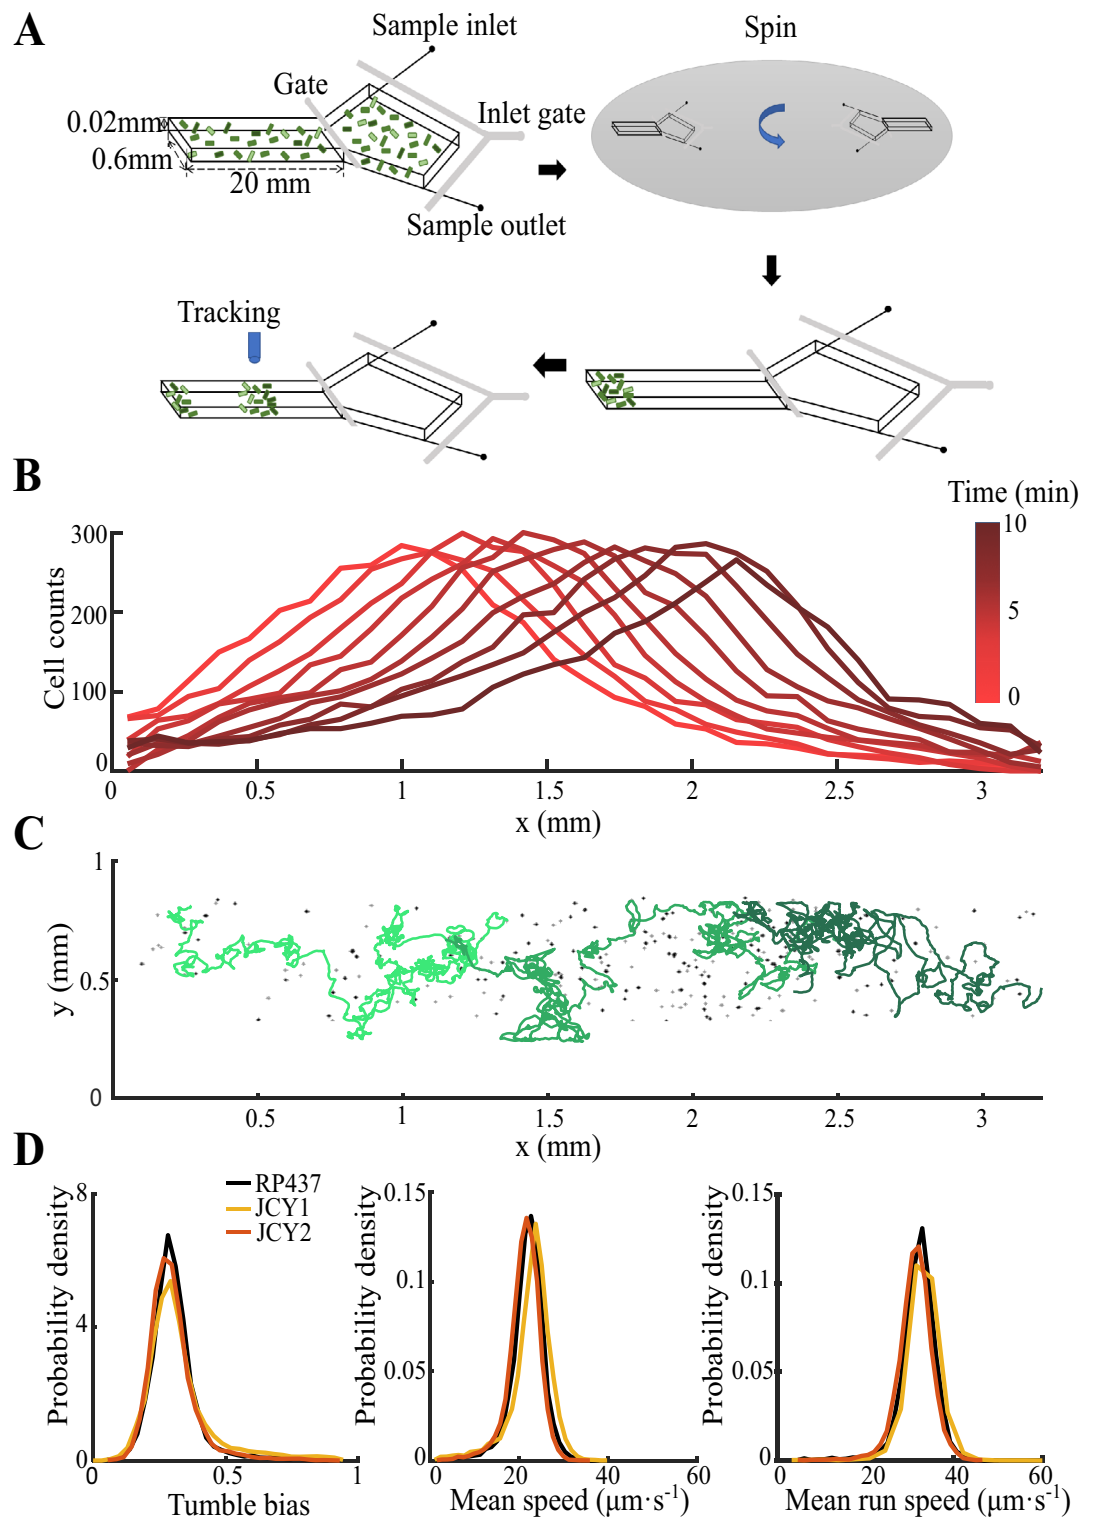 A
Sample inlet
Spin
Gate
Inlet gate
0.02mm
0.6mm
20 mm
Sample outlet
Tracking
B
Time (min)
10
5
0
Cell counts
300
200
100
0
0 0.5 1 1.5 2 2.5 3
x (mm)
C
y (mm)
1
0.5
0
0.5 1 1.5 2 2.5 3
x (mm)
D
RP437
JCY1
JCY2
Probability density
8
4
0
0 0.5 1
Tumble bias
Probability density
0.15
0.1
0.05
0
0 20 40 60
Mean speed (μm·s⁻¹)
Probability density
0.15
0.1
0.05
0
0 20 40 60
Mean run speed (μm·s⁻¹)